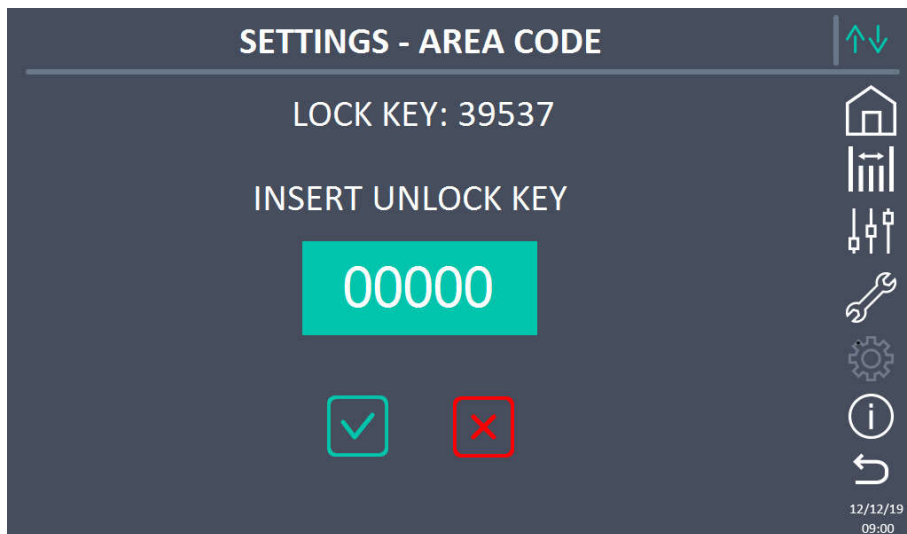 SETTINGS - AREA CODE
LOCK KEY: 39537
INSERT UNLOCK KEY
00000
12/12/19
09:00